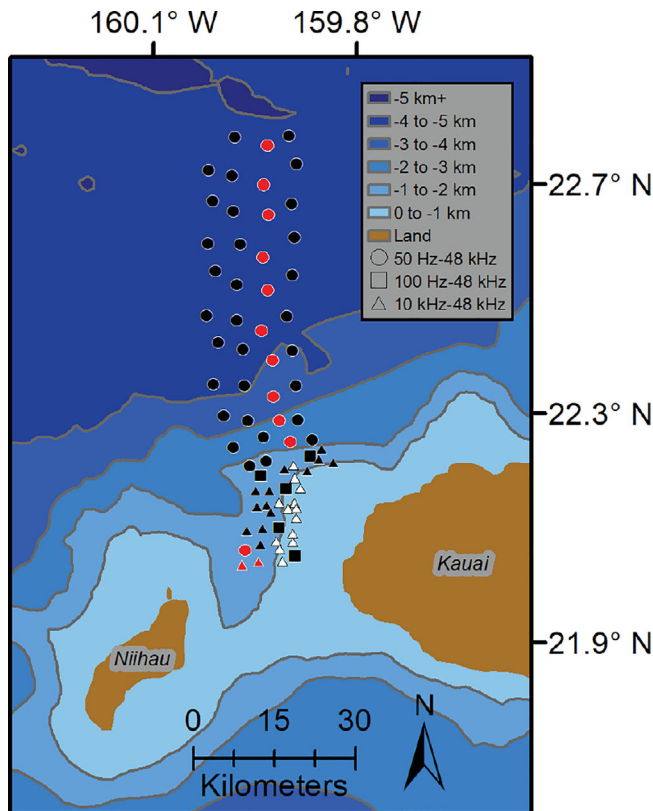 160.1° W 159.8° W
-5 km+
-4 to -5 km
-3 to -4 km
-2 to -3 km
-1 to -2 km
0 to -1 km
Land
50 Hz-48 kHz
100 Hz-48 kHz
10 kHz-48 kHz
22.7° N
22.3° N
Kauai
21.9° N
Niihau
N
0 15 30
Kilometers